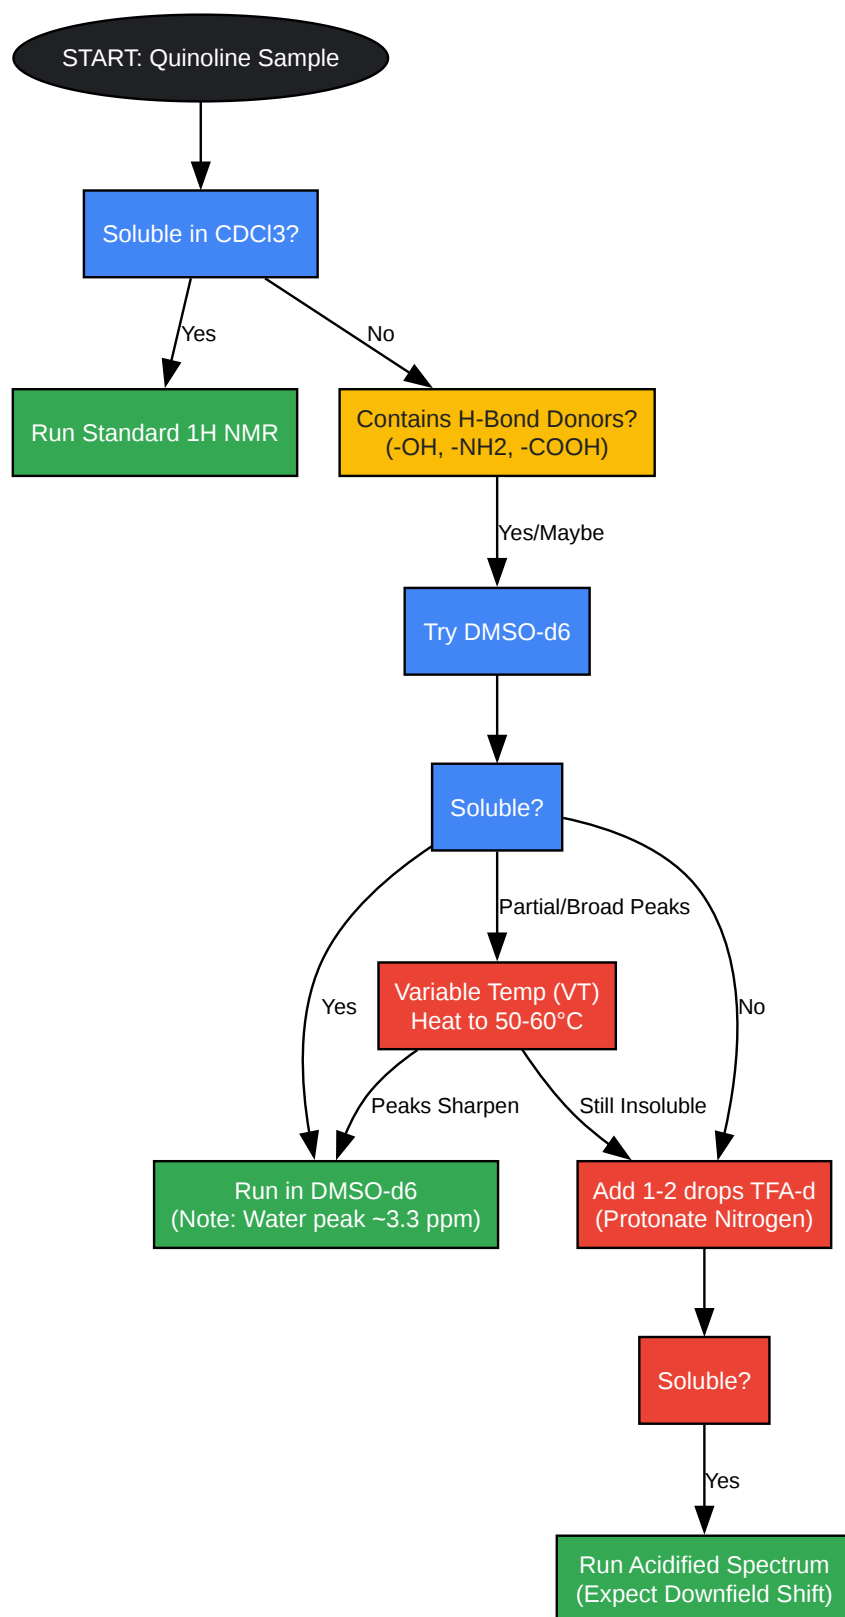 START: Quinoline Sample
Soluble in CDCl3?
Yes
No
Run Standard 1H NMR
Contains H-Bond Donors?
(-OH, -NH2, -COOH)
Yes/Maybe
Try DMSO-d6
Soluble?
Partial/Broad Peaks
Variable Temp (VT)
Heat to 50-60°C
Yes
No
Peaks Sharpen
Still Insoluble
Run in DMSO-d6
(Note: Water peak ~3.3 ppm)
Add 1-2 drops TFA-d
(Protonate Nitrogen)
Soluble?
Yes
Run Acidified Spectrum
(Expect Downfield Shift)